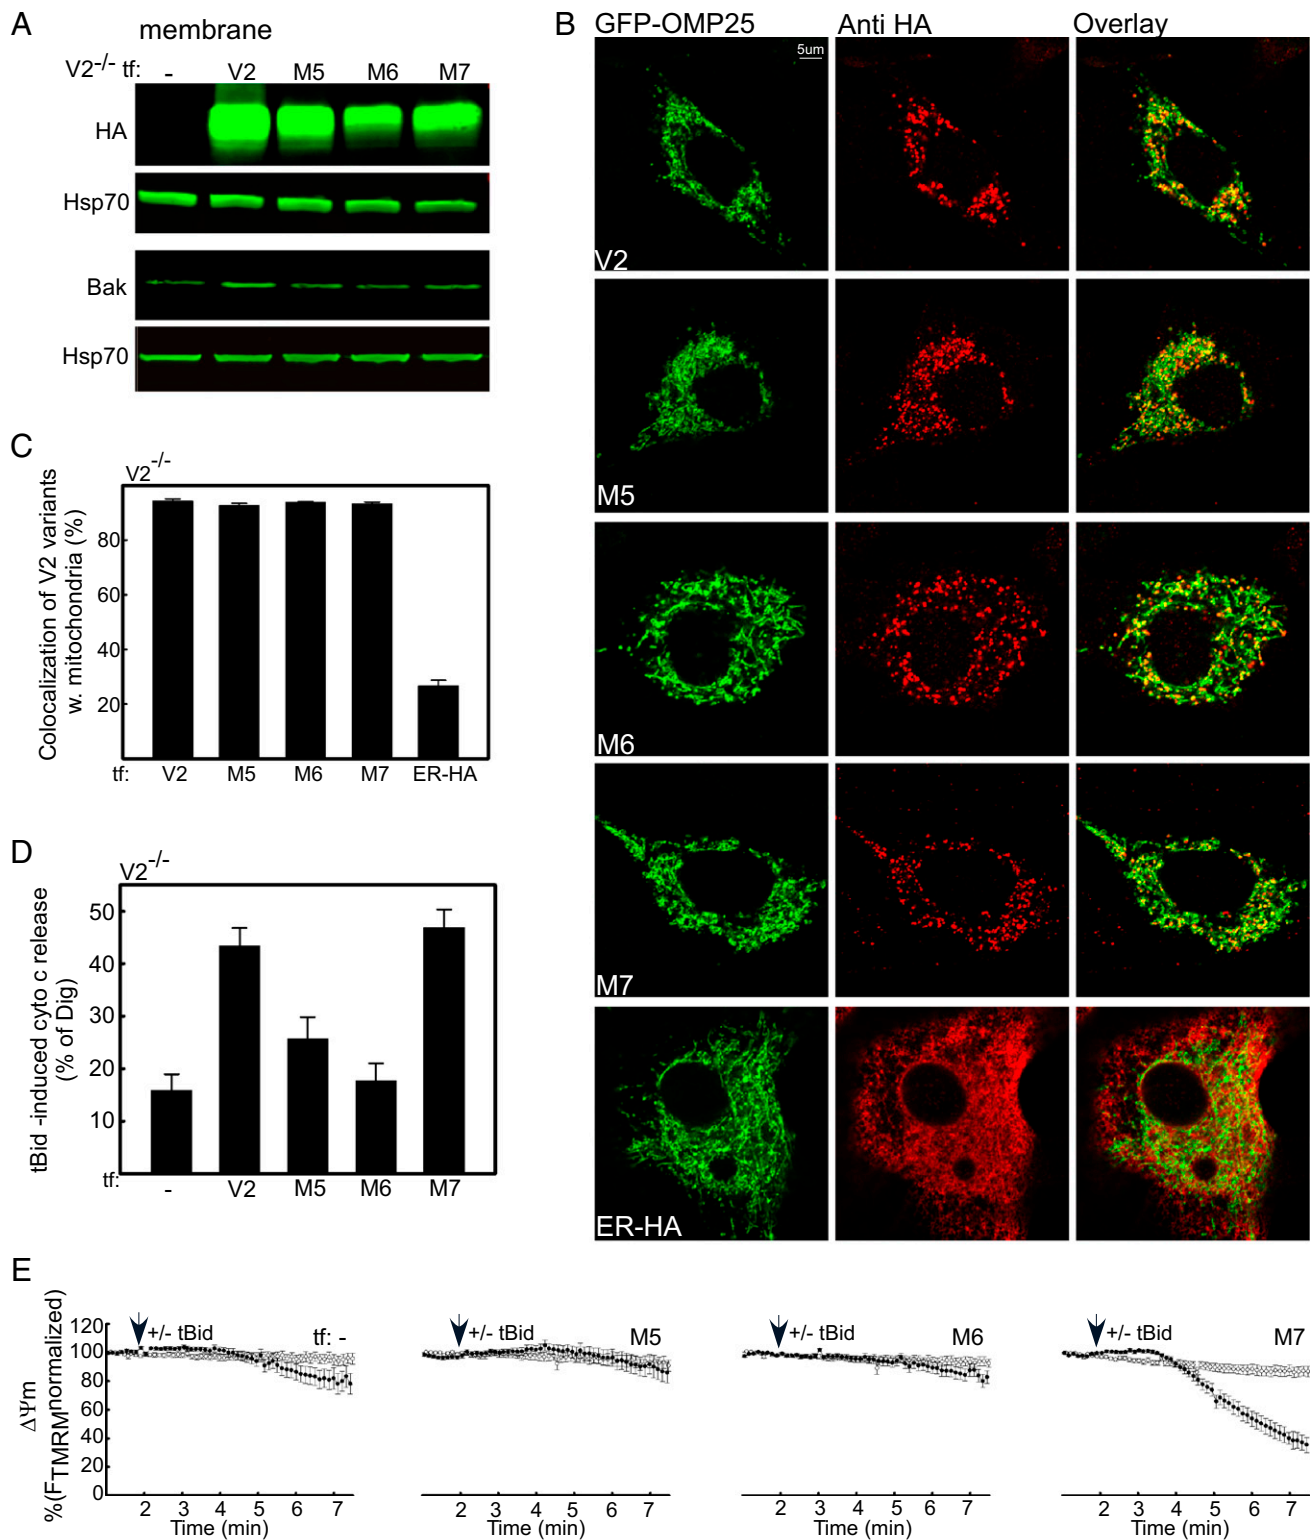 A
membrane
V2-/- tf: - V2 M5 M6 M7
HA
Hsp70
Bak
Hsp70
B
GFP-OMP25 Anti HA Overlay
5um
V2
M5
M6
M7
ER-HA
C
V2-/-
Colocalization of V2 variants
w. mitochondria (%)
80
60
40
20
tf: V2 M5 M6 M7 ER-HA
D
V2-/-
tBid -induced cyto c release
(% of Dig)
50
40
30
20
10
tf: - V2 M5 M6 M7
E
ΔΨm
%(FTMRMnormalized)
120
100
80
60
40
20
0
+/- tBid tf: -
2 3 4 5 6 7
Time (min)
+/- tBid M5
2 3 4 5 6 7
Time (min)
+/- tBid M6
2 3 4 5 6 7
Time (min)
+/- tBid M7
2 3 4 5 6 7
Time (min)